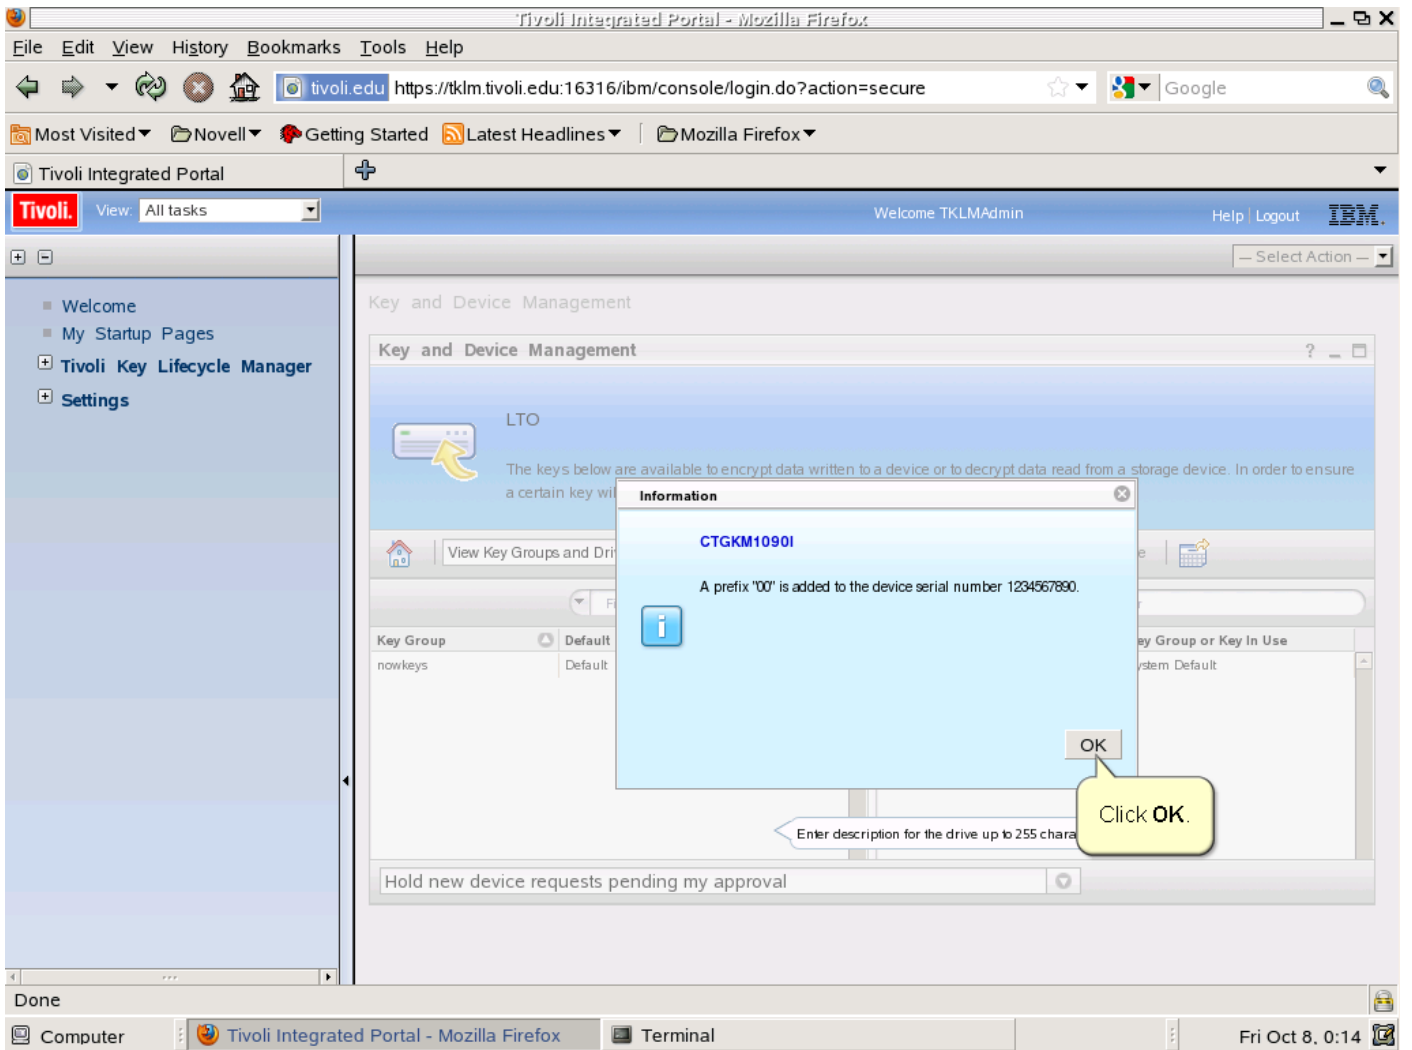 Tivoli Integrated Portal - Mozilla Firefox
File Edit View History Bookmarks Tools Help
tivoli.edu https://tklm.tivoli.edu:16316/ibm/console/login.do?action=secure
Google
Most Visited Novell Getting Started Latest Headlines Mozilla Firefox
Tivoli Integrated Portal
Tivoli. View: All tasks Welcome TKLMAdmin Help | Logout IBM.
— Select Action —
Welcome
My Startup Pages
Tivoli Key Lifecycle Manager
Settings
Key and Device Management
Key and Device Management ?
LTO
The keys below are available to encrypt data written to a device or to decrypt data read from a storage device. In order to ensure
a certain key wil
Information
CTGKM1090I
A prefix "00" is added to the device serial number 1234567890.
i
OK
Click OK.
View Key Groups and Dri
e
Key Group Default ey Group or Key In Use
nowkeys Default ystem Default
Enter description for the drive up to 255 chara
Hold new device requests pending my approval
Done
Computer Tivoli Integrated Portal - Mozilla Firefox Terminal Fri Oct 8, 0:14